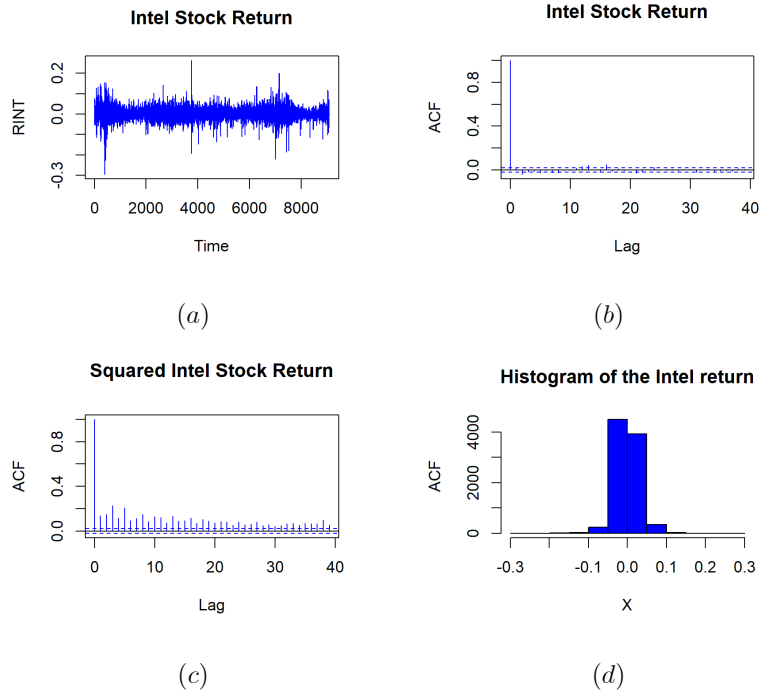 Intel Stock Return
RINT
0.2
0.0
-0.3
0 2000 4000 6000 8000
Time
(a)
Intel Stock Return
ACF
0.8
0.4
0.0
0 10 20 30 40
Lag
(b)
Squared Intel Stock Return
ACF
0.8
0.4
0.0
0 10 20 30 40
Lag
(c)
Histogram of the Intel return
ACF
4000
2000
0
-0.3 -0.1 0.0 0.1 0.2 0.3
X
(d)